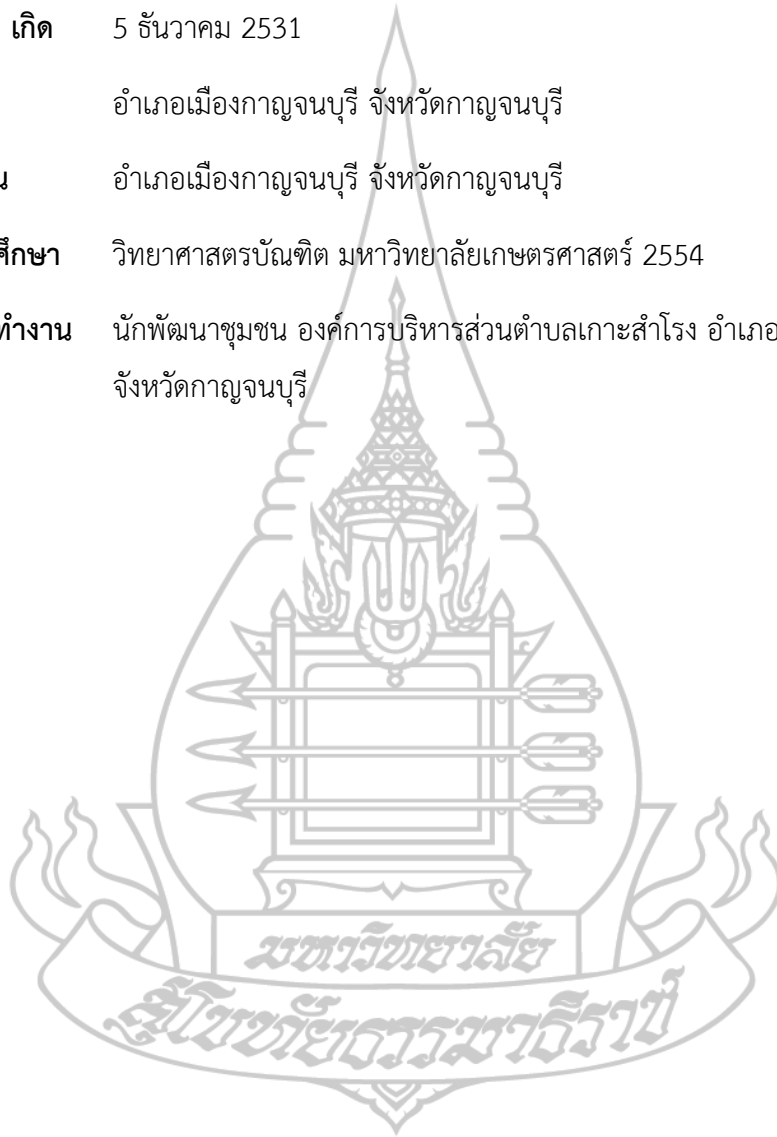 เกิด 5 ธันวาคม 2531
อำเภอเมืองกาญจนบุรี จังหวัดกาญจนบุรี
น อำเภอเมืองกาญจนบุรี จังหวัดกาญจนบุรี
ศึกษา วิทยาศาสตรบัณฑิต มหาวิทยาลัยเกษตรศาสตร์ 2554
ทำงาน นักพัฒนาชุมชน องค์การบริหารส่วนตำบลเกาะสำโรง อำเภอ
จังหวัดกาญจนบุรี
มหาวิทยาลัย
สุโขทัยธรรมาธิราช